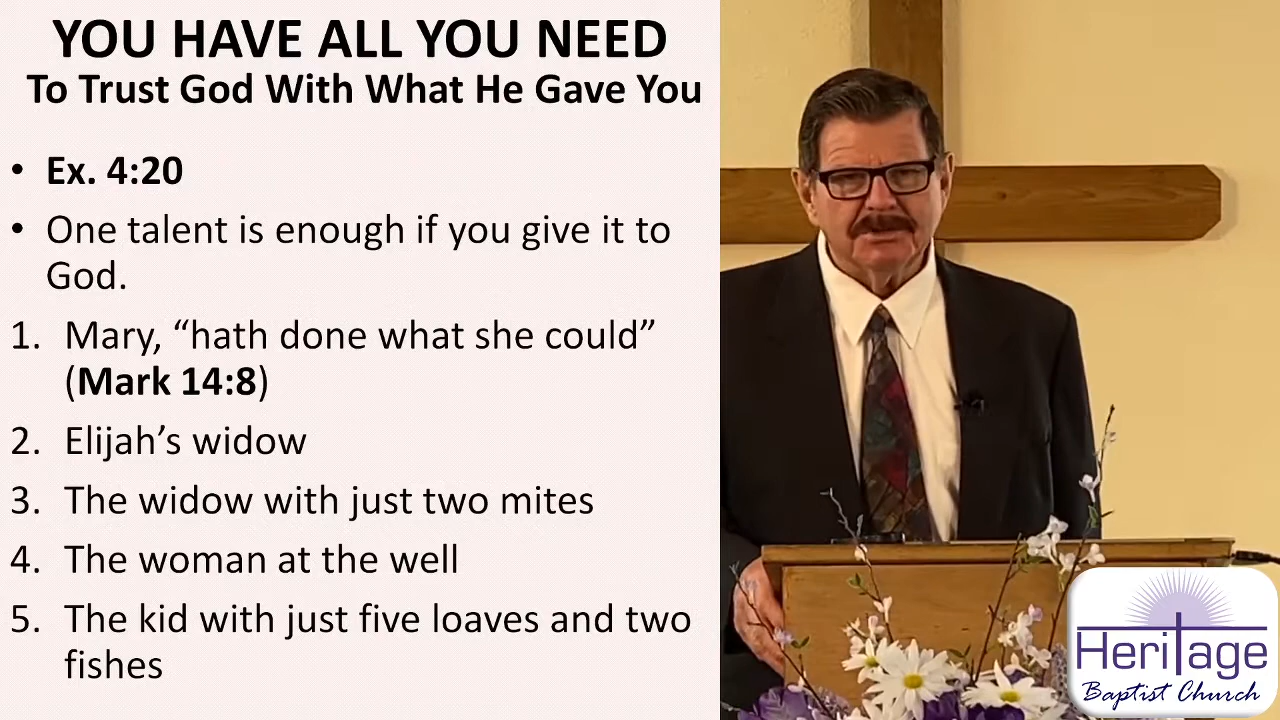 YOU HAVE ALL YOU NEED
To Trust God With What He Gave You
• Ex. 4:20
• One talent is enough if you give it to
God.
1. Mary, “hath done what she could”
(Mark 14:8)
2. Elijah’s widow
3. The widow with just two mites
4. The woman at the well
5. The kid with just five loaves and two
fishes
Heritage
Baptist Church